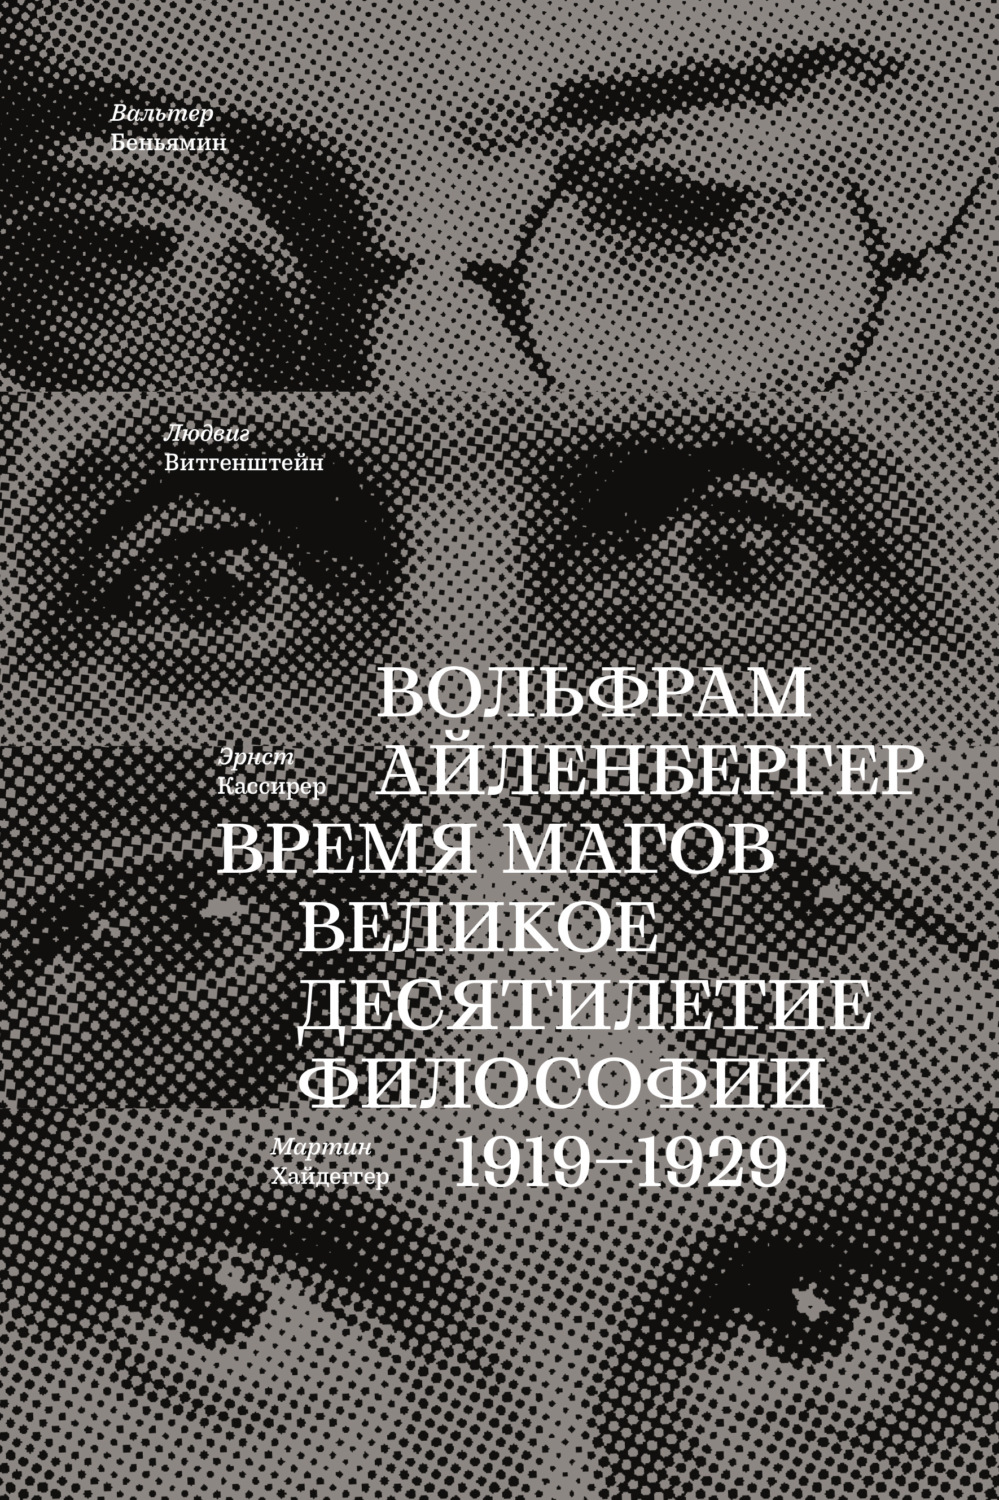 Вальтер
Беньямин
Людвиг
Витгенштейн
ВОЛЬФРАМ
АЙЛЕНБЕРГЕР
Эрнст
Кассирер
ВРЕМЯ МАГОВ
ВЕЛИКОЕ
ДЕСЯТИЛЕТИЕ
ФИЛОСОФИИ
1919–1929
Мартин
Хайдеггер